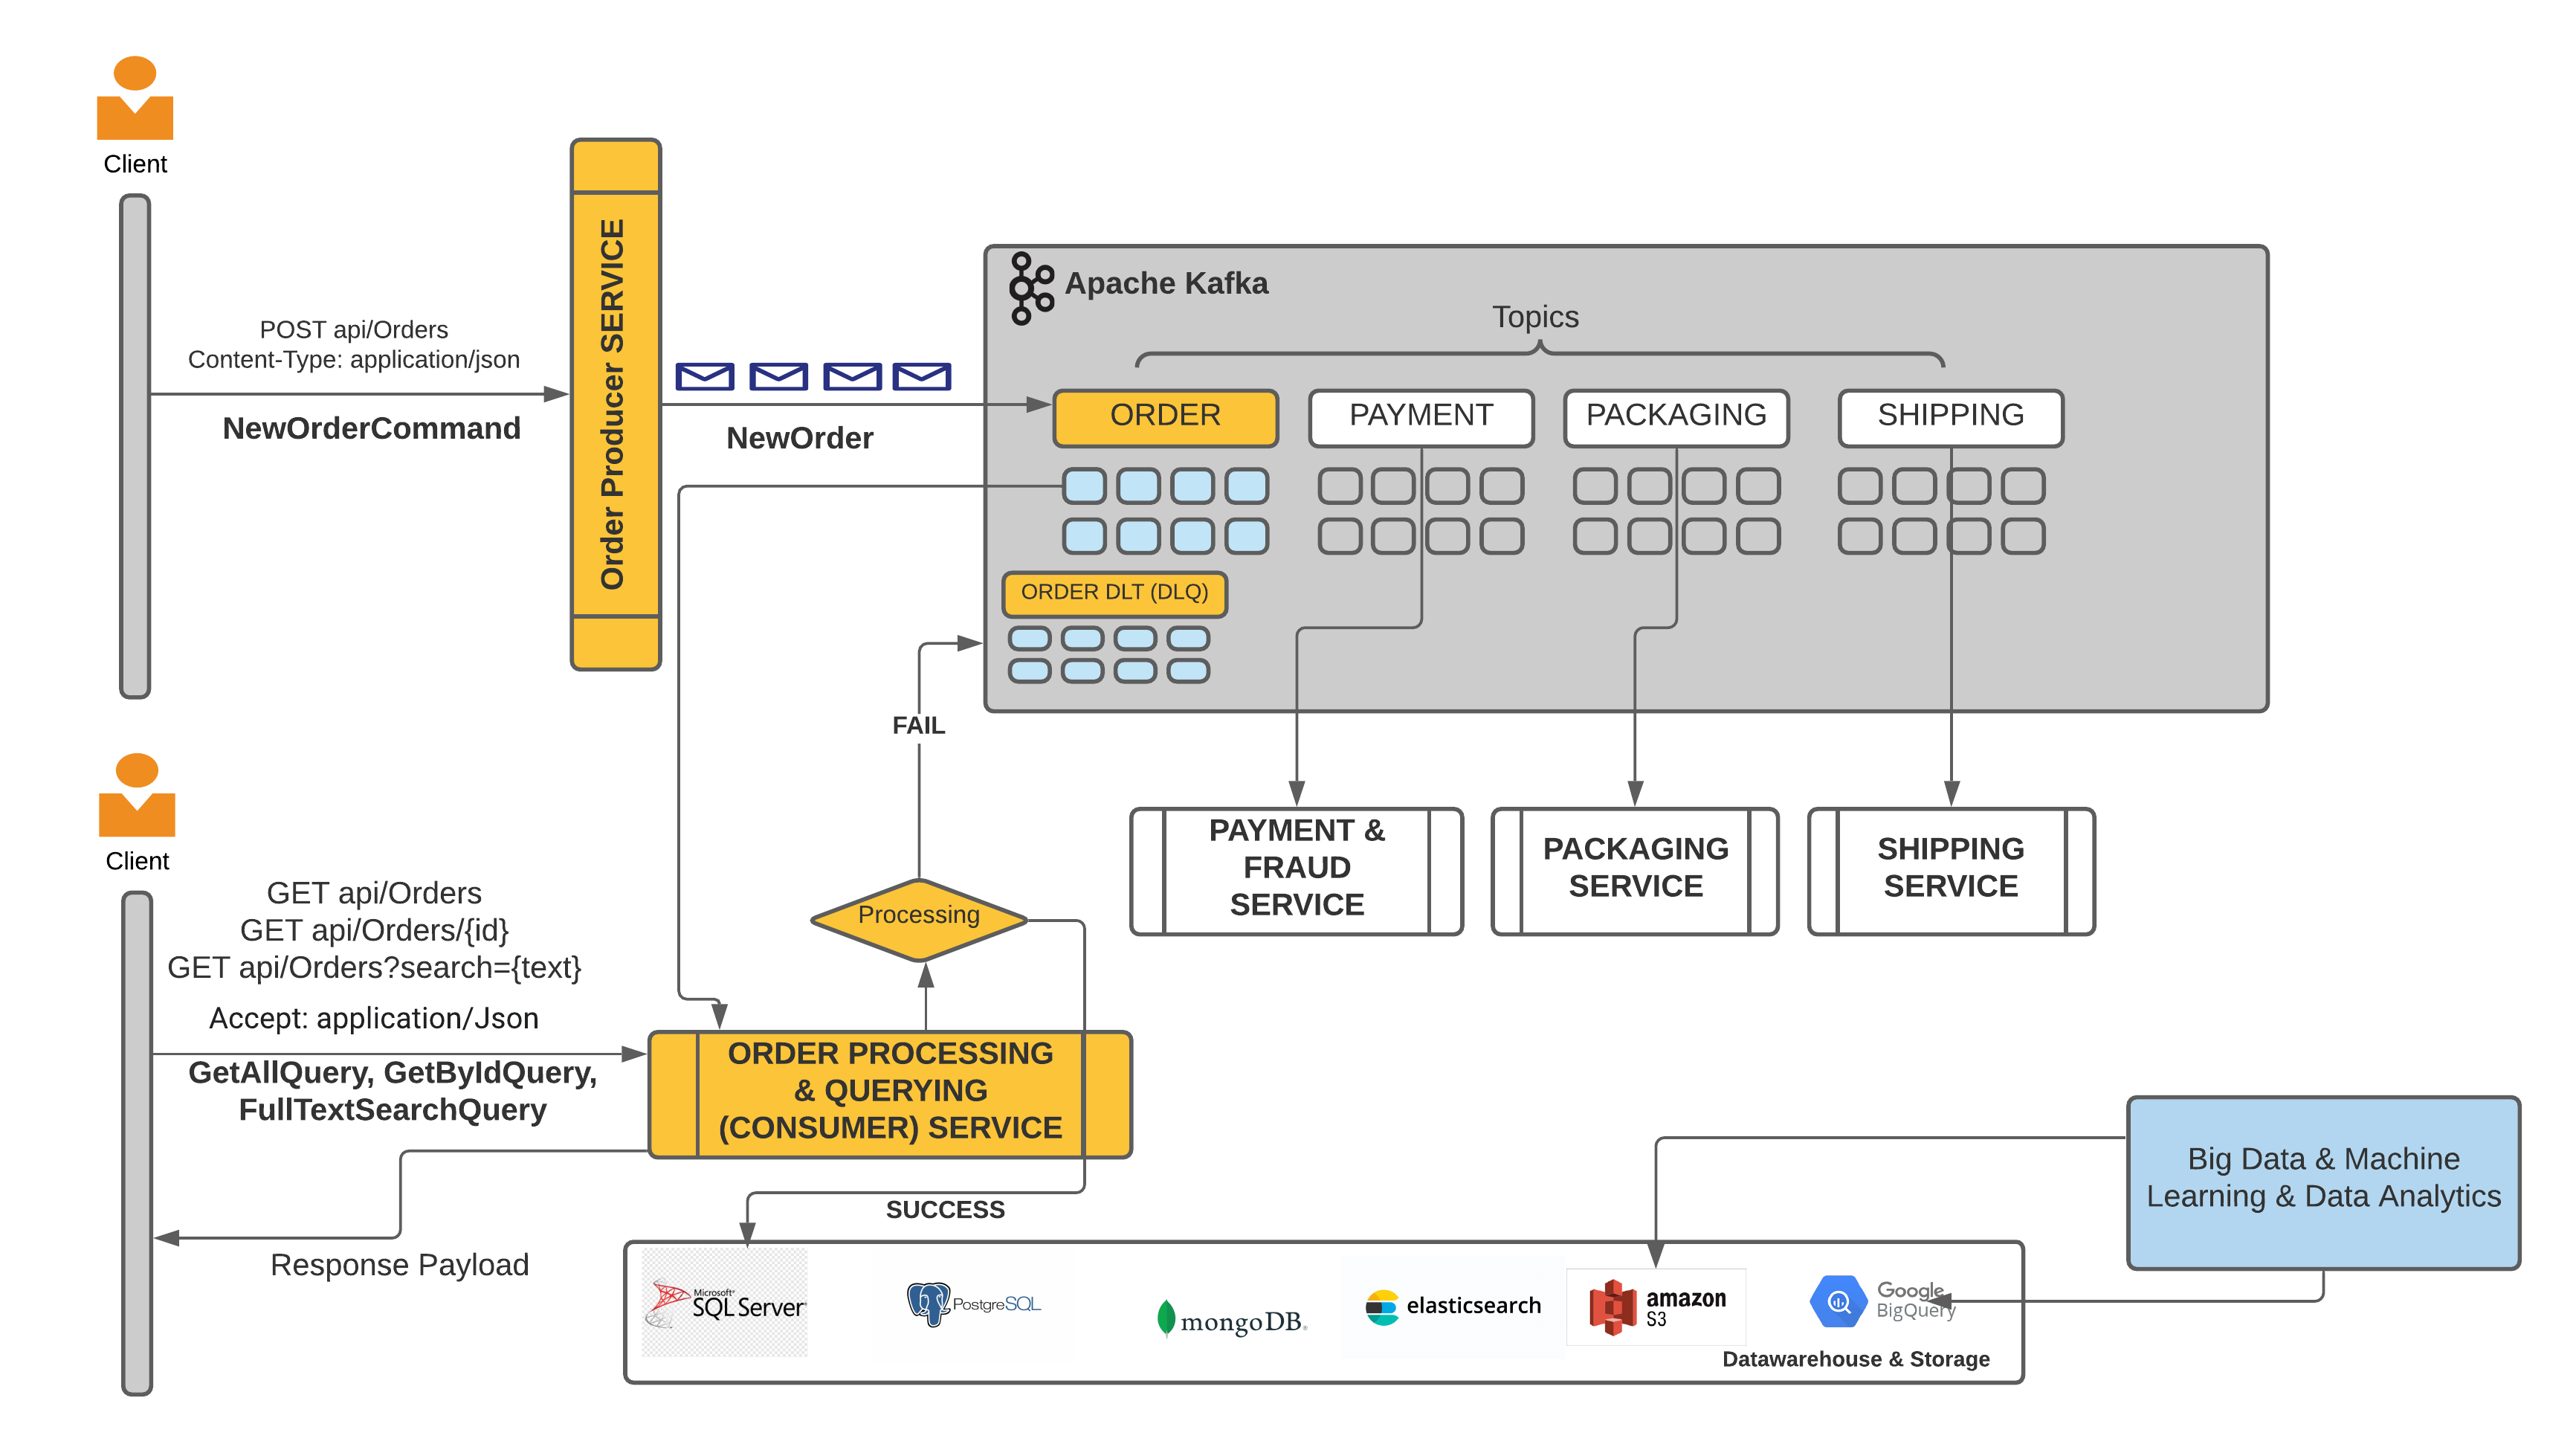 Client
POST api/Orders
Content-Type: application/json
NewOrderCommand
Order Producer SERVICE
NewOrder
Apache Kafka
Topics
ORDER
PAYMENT
PACKAGING
SHIPPING
ORDER DLT (DLQ)
FAIL
PAYMENT &
FRAUD
SERVICE
PACKAGING
SERVICE
SHIPPING
SERVICE
Client
GET api/Orders
GET api/Orders/{id}
GET api/Orders?search={text}
Accept: application/Json
GetAllQuery, GetByIdQuery,
FullTextSearchQuery
Response Payload
Processing
ORDER PROCESSING
& QUERYING
(CONSUMER) SERVICE
SUCCESS
Big Data & Machine
Learning & Data Analytics
Microsoft
SQL Server
PostgreSQL
mongoDB
elasticsearch
amazon
S3
Google
BigQuery
Datawarehouse & Storage